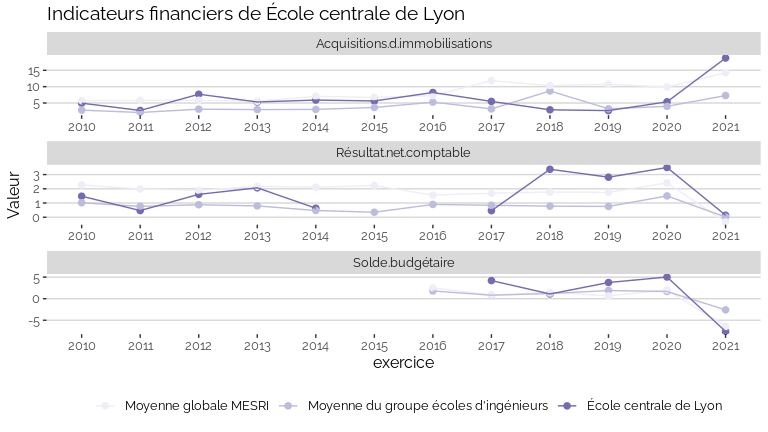 Indicateurs financiers de École centrale de Lyon
Acquisitions.d.immobilisations
15
10
5
2010 2011 2012 2013 2014 2015 2016 2017 2018 2019 2020 2021
Résultat.net.comptable
3
2
1
0
2010 2011 2012 2013 2014 2015 2016 2017 2018 2019 2020 2021
Valeur
Solde.budgétaire
5
0
-5
2010 2011 2012 2013 2014 2015 2016 2017 2018 2019 2020 2021
exercice
Moyenne globale MESRI Moyenne du groupe écoles d'ingénieurs École centrale de Lyon